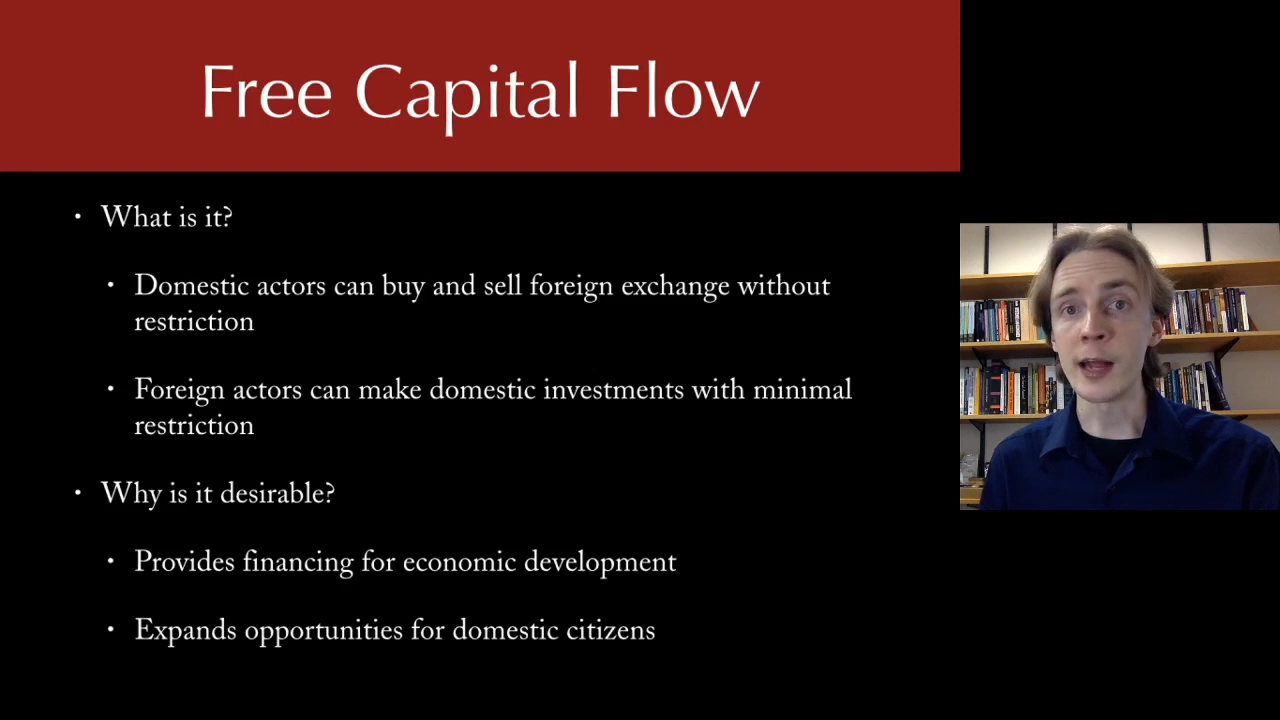 Free Capital Flow
• What is it?
• Domestic actors can buy and sell foreign exchange without
restriction
• Foreign actors can make domestic investments with minimal
restriction
• Why is it desirable?
• Provides financing for economic development
• Expands opportunities for domestic citizens